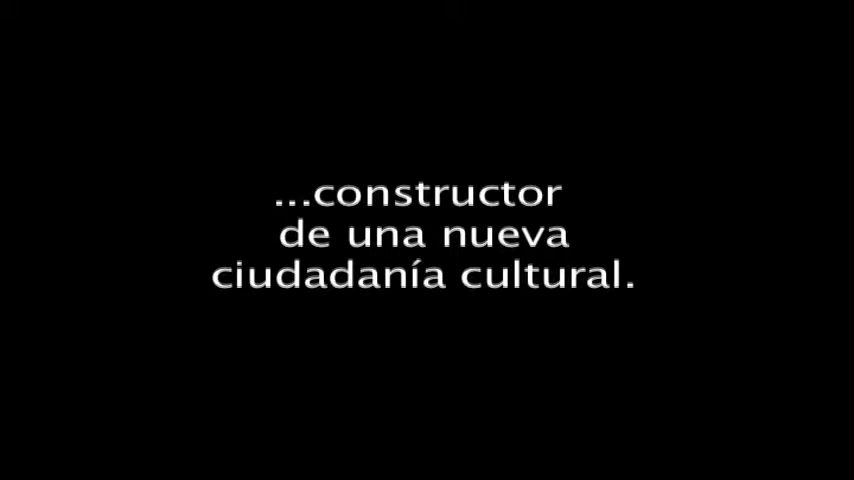 ...constructor
de una nueva
ciudadanía cultural.